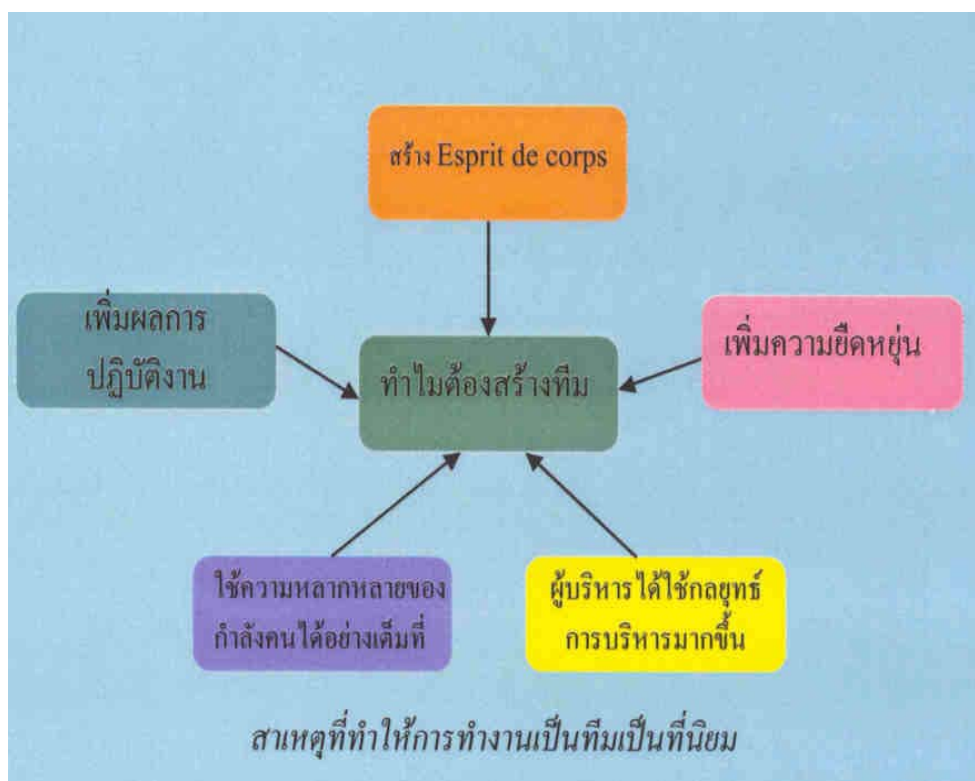 สร้าง Esprit de corps
เพิ่มผลการ
ปฏิบัติงาน
ทำไมต้องสร้างทีม
เพิ่มความยืดหยุ่น
ใช้ความหลากหลายของ
กำลังคนได้อย่างเต็มที่
ผู้บริหารได้ใช้กลยุทธ์
การบริหารมากขึ้น
สาเหตุที่ทำให้การทำงานเป็นทีมเป็นที่นิยม